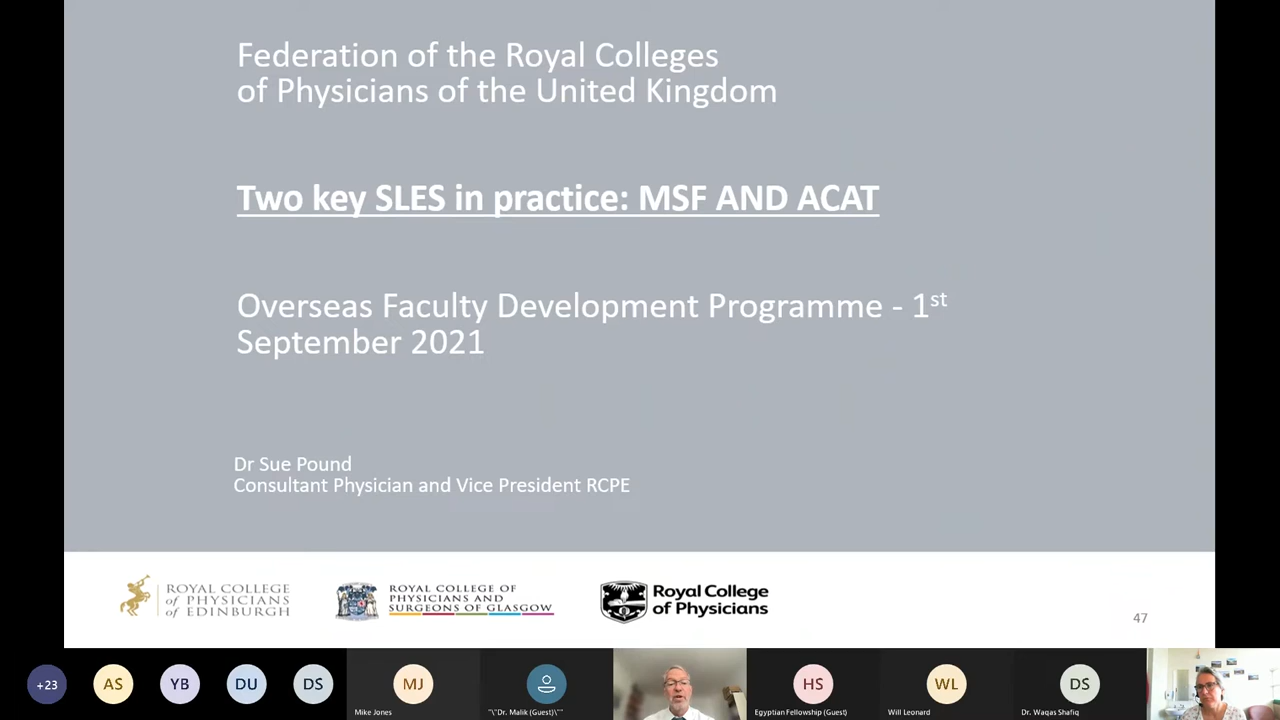 Federation of the Royal Colleges
of Physicians of the United Kingdom
Two key SLES in practice: MSF AND ACAT
Overseas Faculty Development Programme - 1st
September 2021
Dr Sue Pound
Consultant Physician and Vice President RCPE
ROYAL COLLEGE
of PHYSICIANS
of EDINBURGH
ROYAL COLLEGE OF
PHYSICIANS AND
SURGEONS OF GLASGOW
Royal College
of Physicians
47
+23
AS
YB
DU
DS
MJ
Mike Jones
"\"Dr. Malik (Guest)\""
HS
Egyptian Fellowship (Guest)
WL
Will Leonard
DS
Dr. Waqas Shafiq